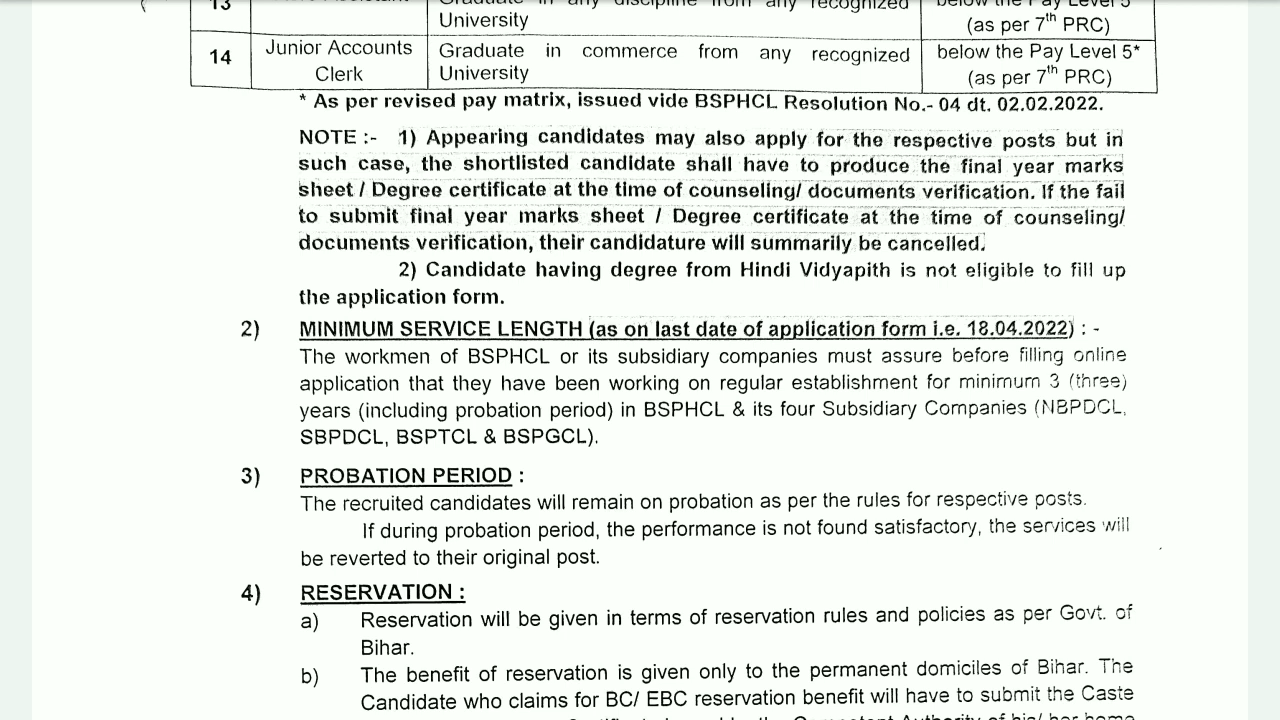 13
University
(as per 7th PRC)
14 Junior Accounts Clerk Graduate in commerce from any recognized University below the Pay Level 5* (as per 7th PRC)
* As per revised pay matrix, issued vide BSPHCL Resolution No.- 04 dt. 02.02.2022.
NOTE :- 1) Appearing candidates may also apply for the respective posts but in
such case, the shortlisted candidate shall have to produce the final year marks
sheet / Degree certificate at the time of counseling/ documents verification. If the fail
to submit final year marks sheet / Degree certificate at the time of counseling/
documents verification, their candidature will summarily be cancelled.
2) Candidate having degree from Hindi Vidyapith is not eligible to fill up
the application form.
2) MINIMUM SERVICE LENGTH (as on last date of application form i.e. 18.04.2022) : -
The workmen of BSPHCL or its subsidiary companies must assure before filling online
application that they have been working on regular establishment for minimum 3 (three)
years (including probation period) in BSPHCL & its four Subsidiary Companies (NBPDCL,
SBPDCL, BSPTCL & BSPGCL).
3) PROBATION PERIOD :
The recruited candidates will remain on probation as per the rules for respective posts.
If during probation period, the performance is not found satisfactory, the services will
be reverted to their original post.
4) RESERVATION :
a) Reservation will be given in terms of reservation rules and policies as per Govt. of
Bihar.
b) The benefit of reservation is given only to the permanent domiciles of Bihar. The
Candidate who claims for BC/ EBC reservation benefit will have to submit the Caste